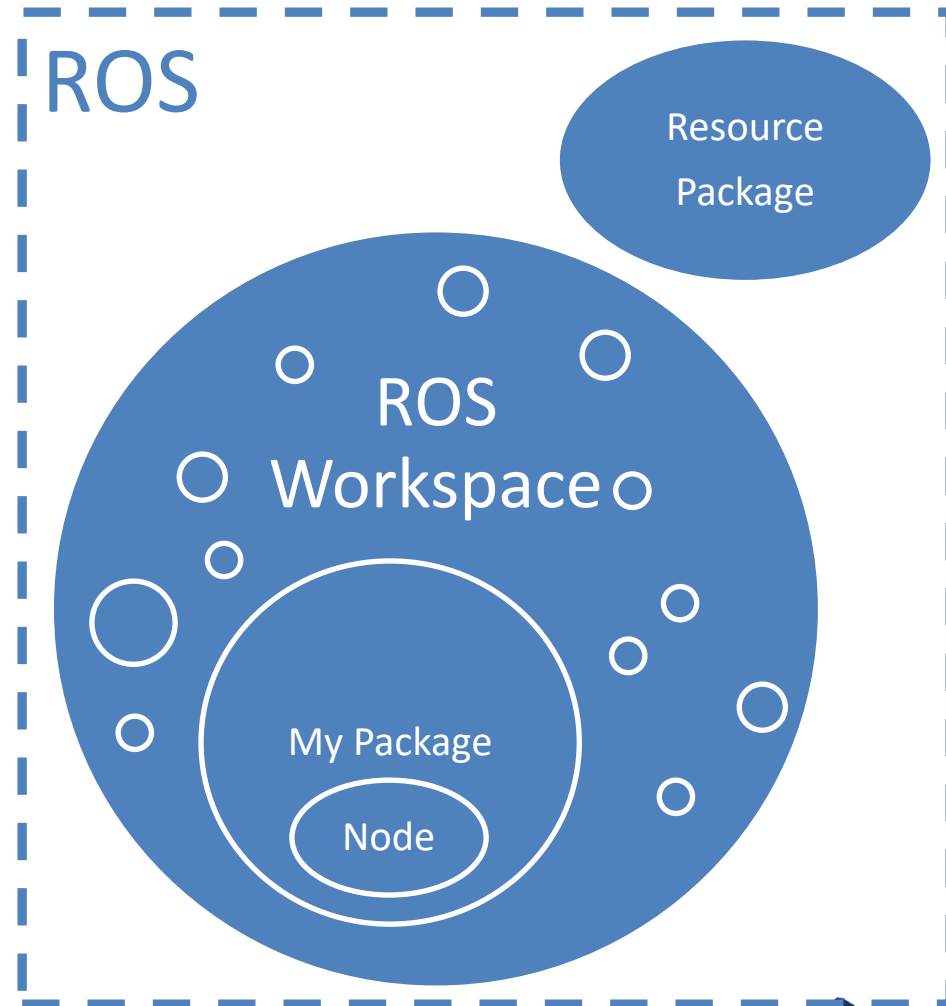 ROS
Resource
Package
ROS
Workspace
My Package
Node